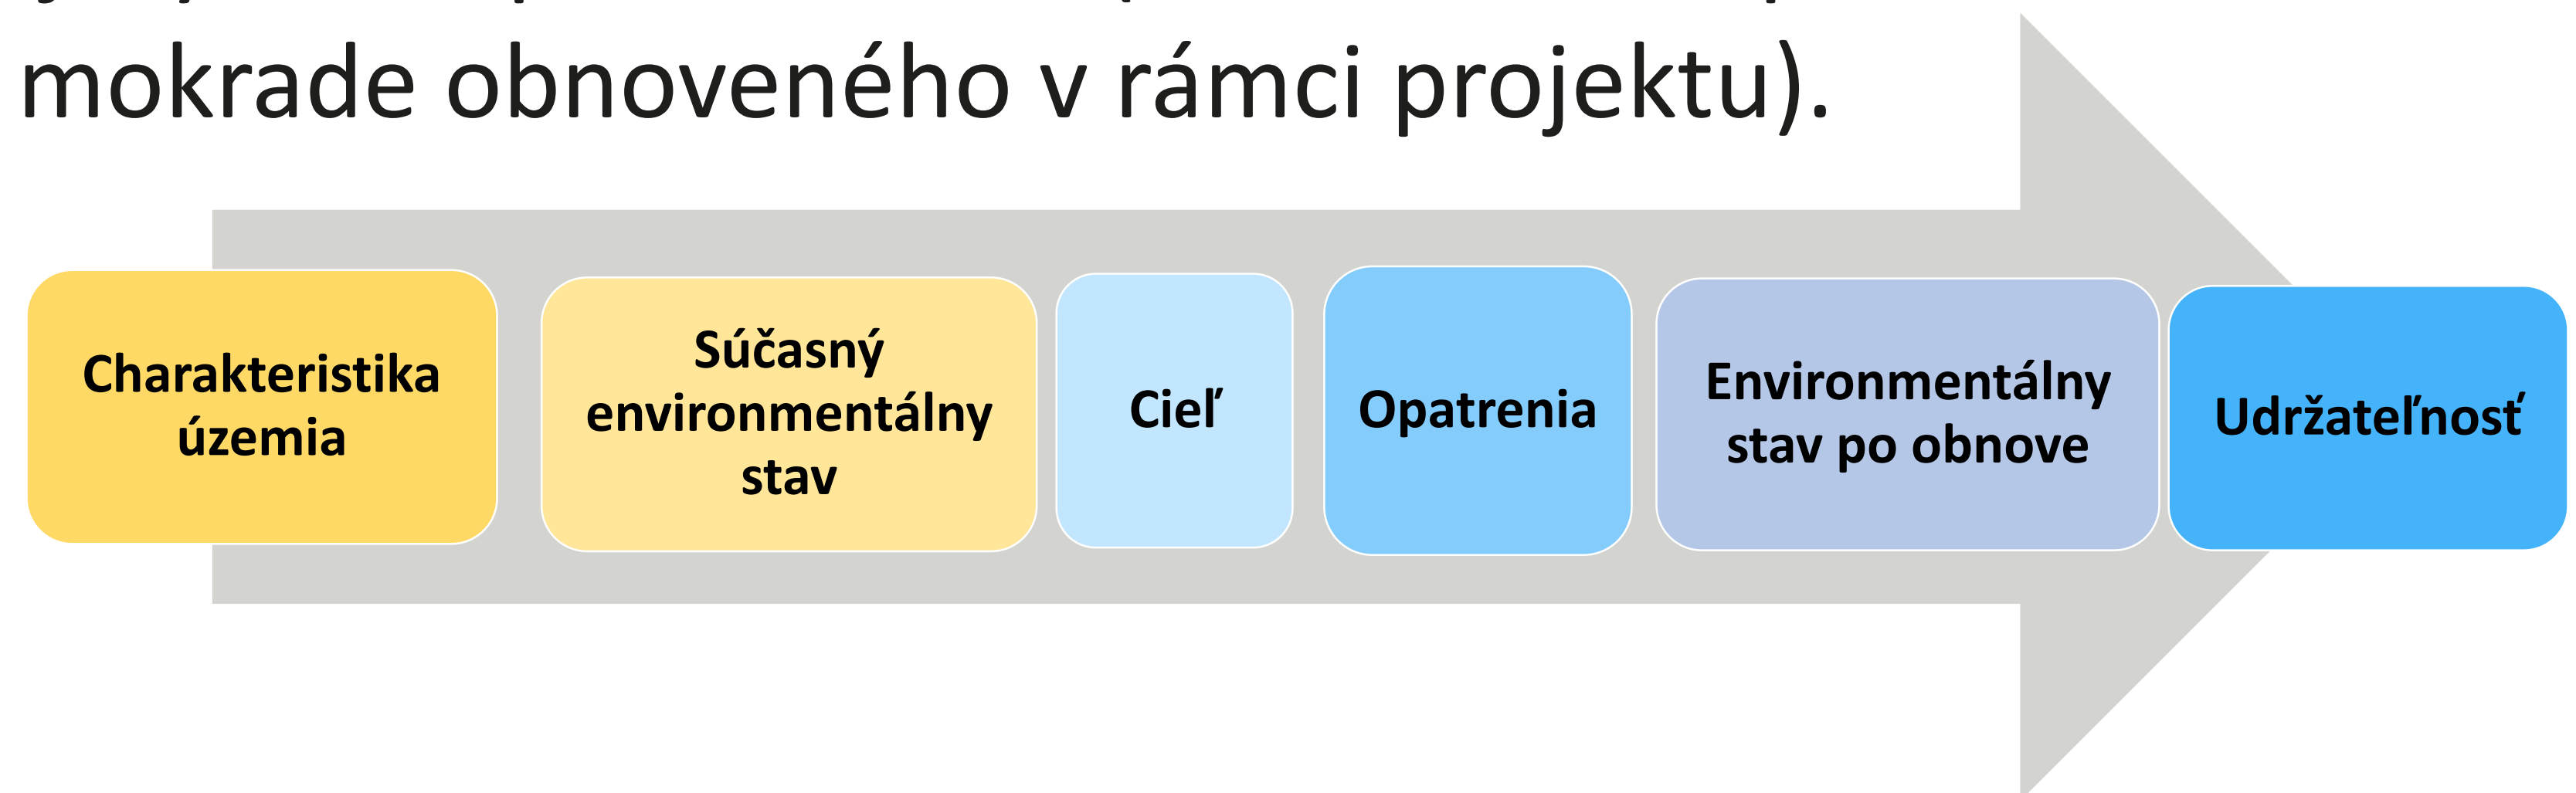 mokrade obnoveného v rámci projektu).
Charakteristika
územia
Súčasný
environmentálny
stav
Cieľ
Opatrenia
Environmentálny
stav po obnove
Udržateľnosť